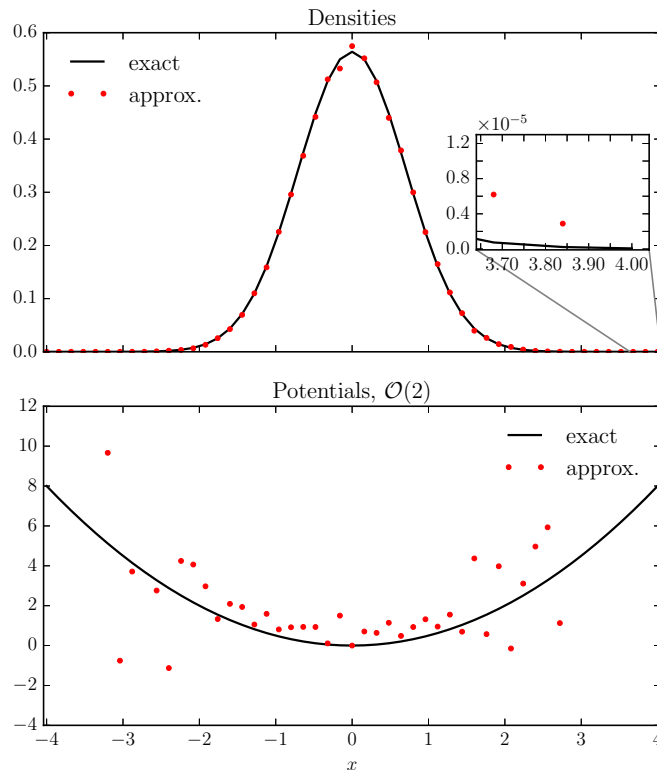 Densities
0.6
0.5
0.4
0.3
0.2
0.1
0.0
exact
approx.
×10⁻⁵
1.2
0.8
0.4
0.0
3.70 3.80 3.90 4.00
Potentials, 𝒪(2)
12
10
8
6
4
2
0
−2
−4
exact
approx.
−4 −3 −2 −1 0 1 2 3 4
x